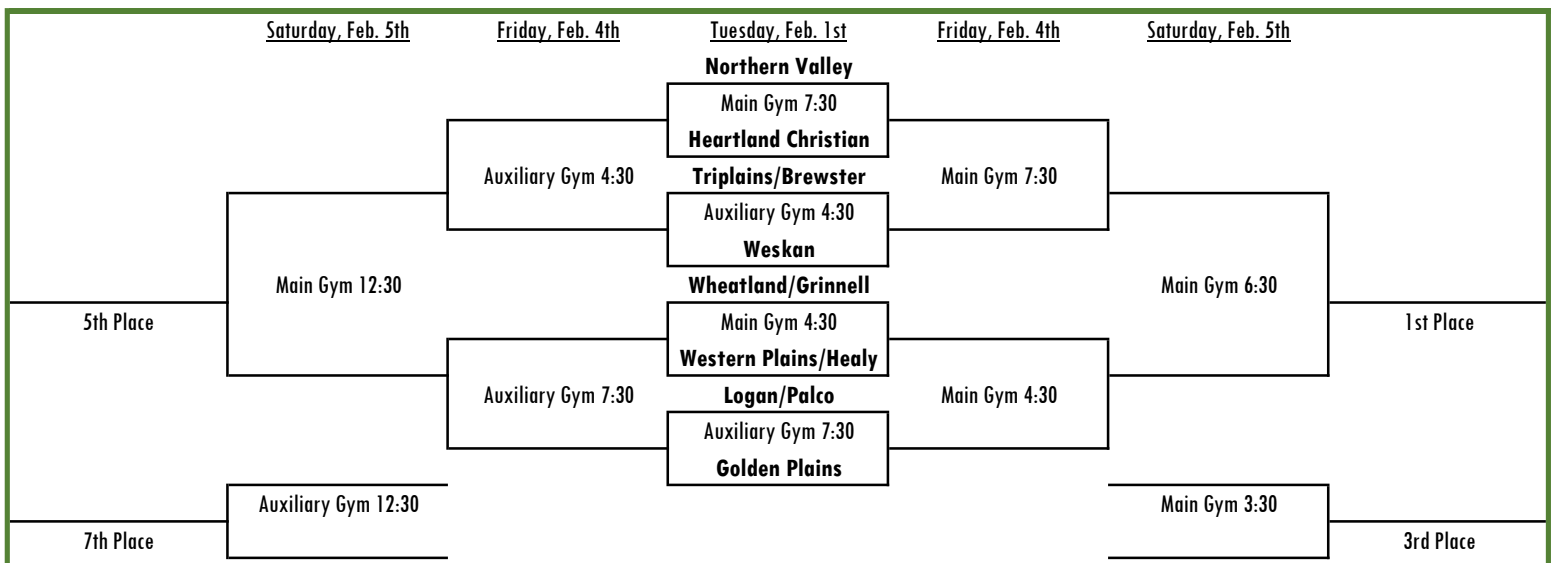 Saturday, Feb. 5th Friday, Feb. 4th Tuesday, Feb. 1st Friday, Feb. 4th Saturday, Feb. 5th
Northern Valley
Main Gym 7:30
Heartland Christian
Auxiliary Gym 4:30 Triplains/Brewster Main Gym 7:30
Auxiliary Gym 4:30
Weskan
Main Gym 12:30 Wheatland/Grinnell Main Gym 6:30
5th Place Main Gym 4:30 1st Place
Western Plains/Healy
Auxiliary Gym 7:30 Logan/Palco Main Gym 4:30
Auxiliary Gym 7:30
Golden Plains
Auxiliary Gym 12:30 Main Gym 3:30
7th Place 3rd Place